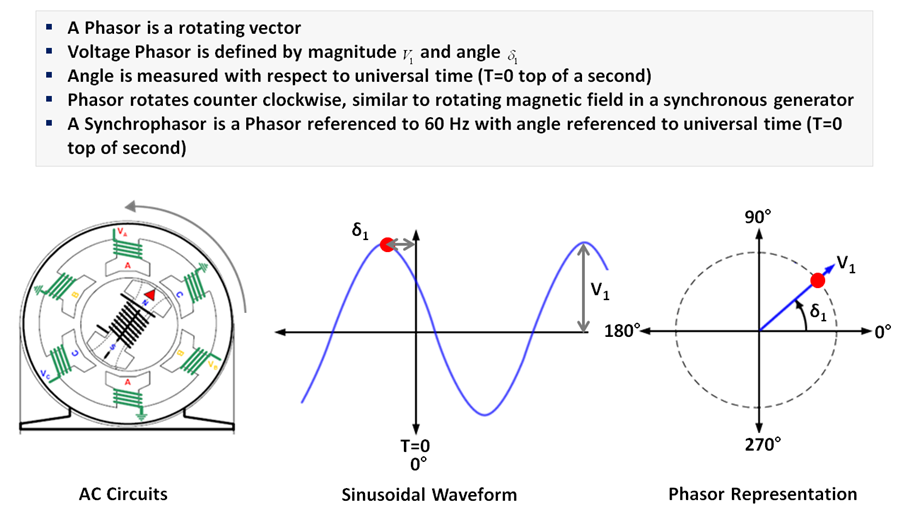 ▪ A Phasor is a rotating vector
▪ Voltage Phasor is defined by magnitude V₁ and angle δ₁
▪ Angle is measured with respect to universal time (T=0 top of a second)
▪ Phasor rotates counter clockwise, similar to rotating magnetic field in a synchronous generator
▪ A Synchrophasor is a Phasor referenced to 60 Hz with angle referenced to universal time (T=0
top of second)
VA
A
B
C
N
S
C
B
VC
VB
A
AC Circuits
δ₁
V₁
T=0
0°
Sinusoidal Waveform
90°
V₁
δ₁
180°
0°
270°
Phasor Representation